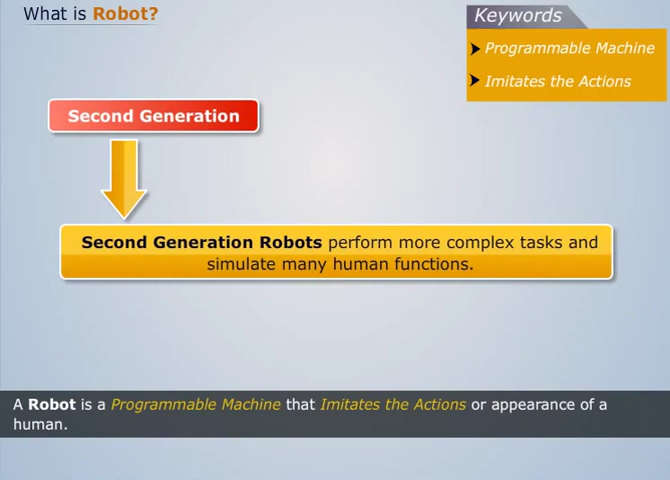 What is Robot?
Keywords
Programmable Machine
Imitates the Actions
Second Generation
Second Generation Robots perform more complex tasks and
simulate many human functions.
A Robot is a Programmable Machine that Imitates the Actions or appearance of a
human.